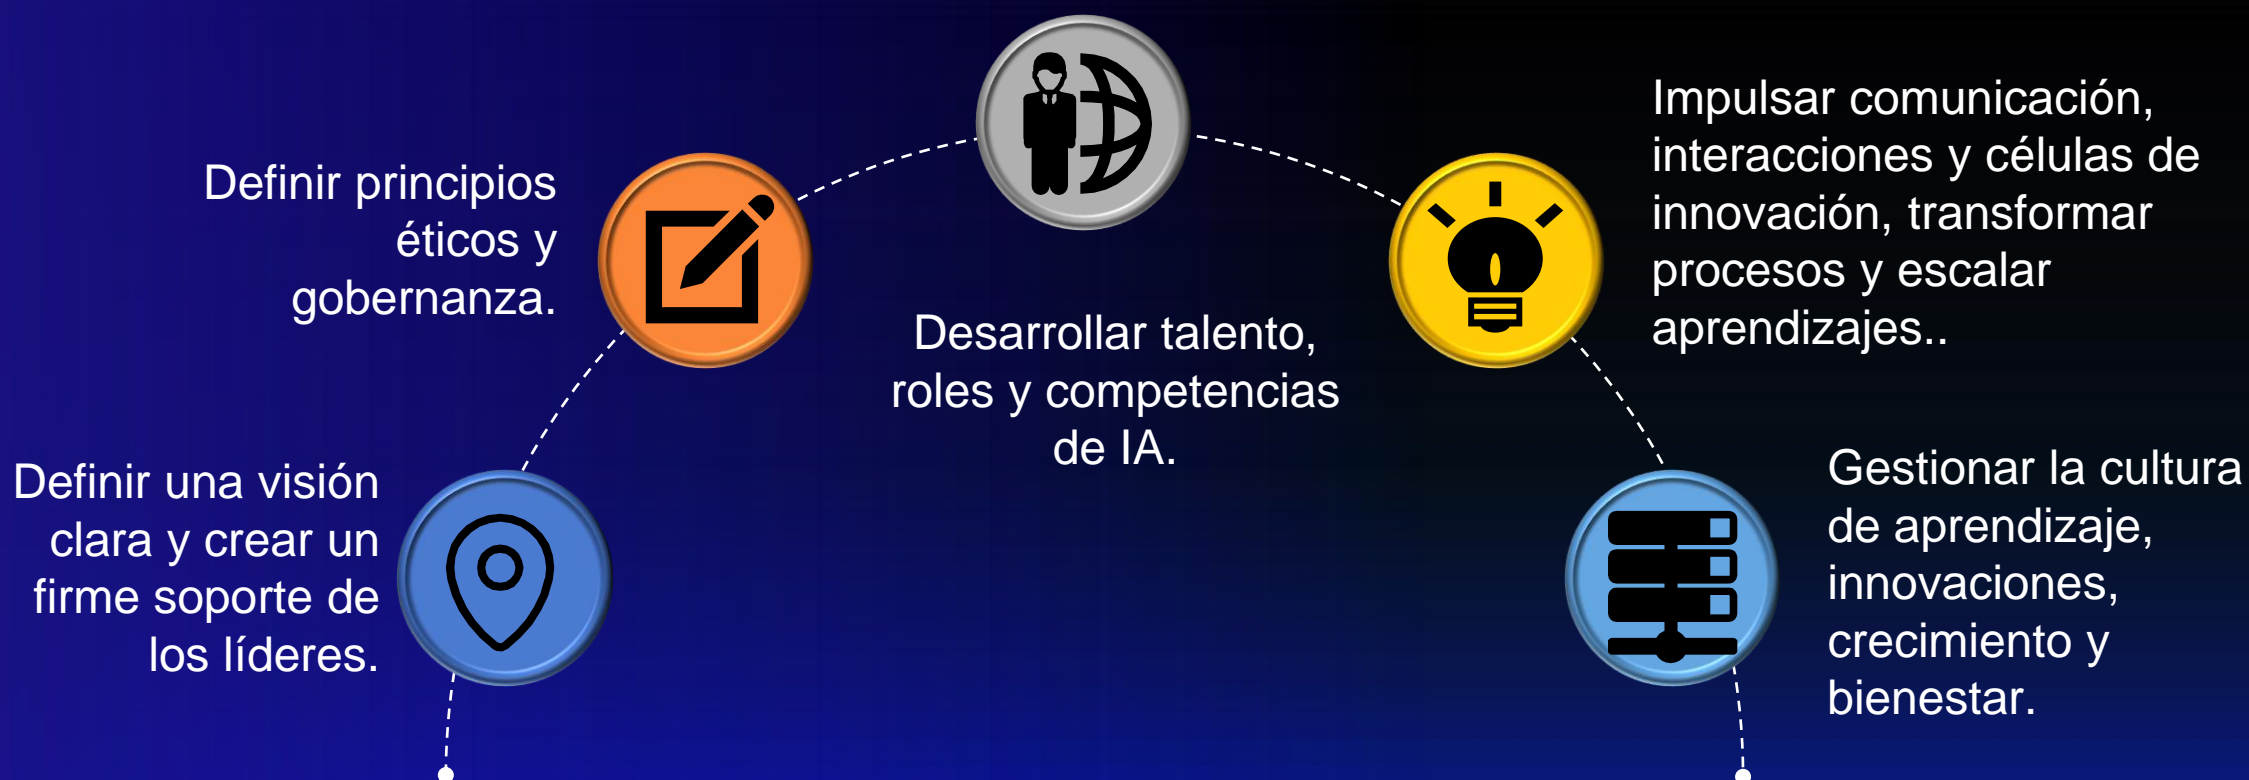 Definir una visión
clara y crear un
firme soporte de
los líderes.
Definir principios
éticos y
gobernanza.
Desarrollar talento,
roles y competencias
de IA.
Impulsar comunicación,
interacciones y células de
innovación, transformar
procesos y escalar
aprendizajes..
Gestionar la cultura
de aprendizaje,
innovaciones,
crecimiento y
bienestar.